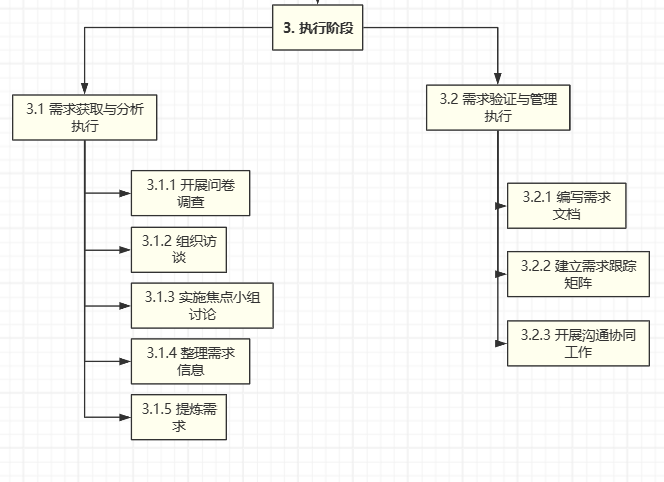 3. 执行阶段
3.1 需求获取与分析
执行
3.1.1 开展问卷
调查
3.1.2 组织访
谈
3.1.3 实施焦点小组
讨论
3.1.4 整理需求
信息
3.1.5 提炼需
求
3.2 需求验证与管理
执行
3.2.1 编写需求
文档
3.2.2 建立需求跟踪
矩阵
3.2.3 开展沟通协同
工作